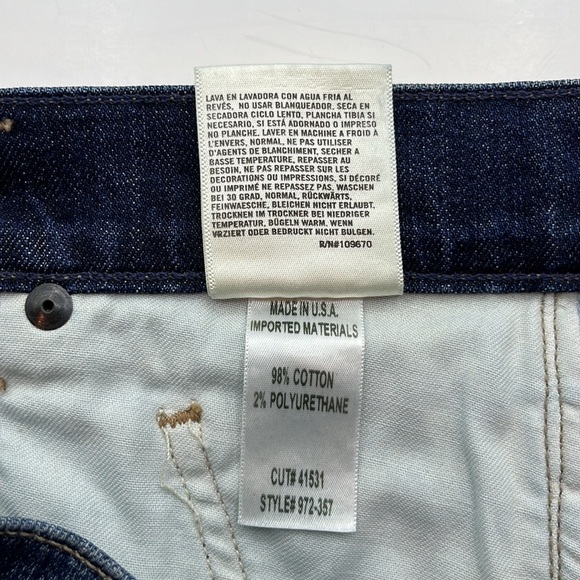 LAVA EN LAVADORA CON AGUA FRIA AL
REVÉS, NO USAR BLANQUEADOR, SECA EN
SECADORA CICLO LENTO, PLANCHA TIBIA SI
NECESARIO, SI ESTÁ ADORNADO O IMPRESO
NO PLANCHE. LAVER EN MACHINE A FROID À
L'ENVERS, NORMAL, NE PAS UTILISER
D'AGENTS DE BLANCHIMENT, SECHER A
BASSE TEMPERATURE, REPASSER AU
BESOIN, NE PAS REPASSER SUR LES
DECORATIONS OU IMPRESSIONS, SI DÉCORÉ
OU IMPRIMÉ NE REPASSEZ PAS, WASCHEN
BEI 30 GRAD, NORMAL, RÜCKWÄRTS,
FEINWAESCHE, BLEICHEN NICHT ERLAUBT,
TROCKNEN IM TROCKNER BEI NIEDRIGER
TEMPERATUR, BÜGELN WARM, WENN
VRZIERT ODER BEDRUCKT NICHT BULGEN.
R/N#109670
MADE IN U.S.A.
IMPORTED MATERIALS
98% COTTON
2% POLYURETHANE
CUT# 41531
STYLE# 972-357